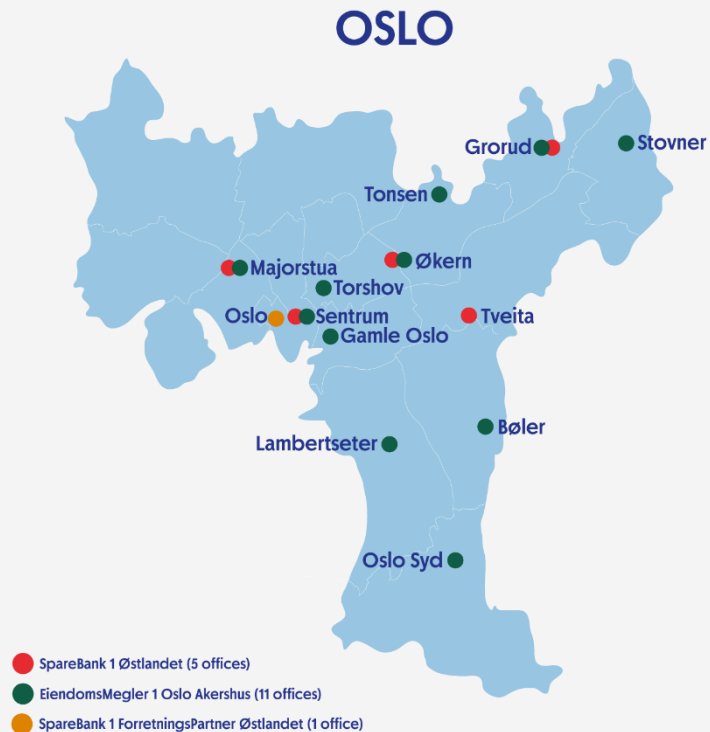 OSLO
Grorud
Stovner
Tonsen
Økern
Majorstua
Torshov
Oslo
Sentrum
Tveita
Gamle Oslo
Bøler
Lambertseter
Oslo Syd
SpareBank 1 Østlandet (5 offices)
EiendomsMegler 1 Oslo Akershus (11 offices)
SpareBank 1 ForretningsPartner Østlandet (1 office)